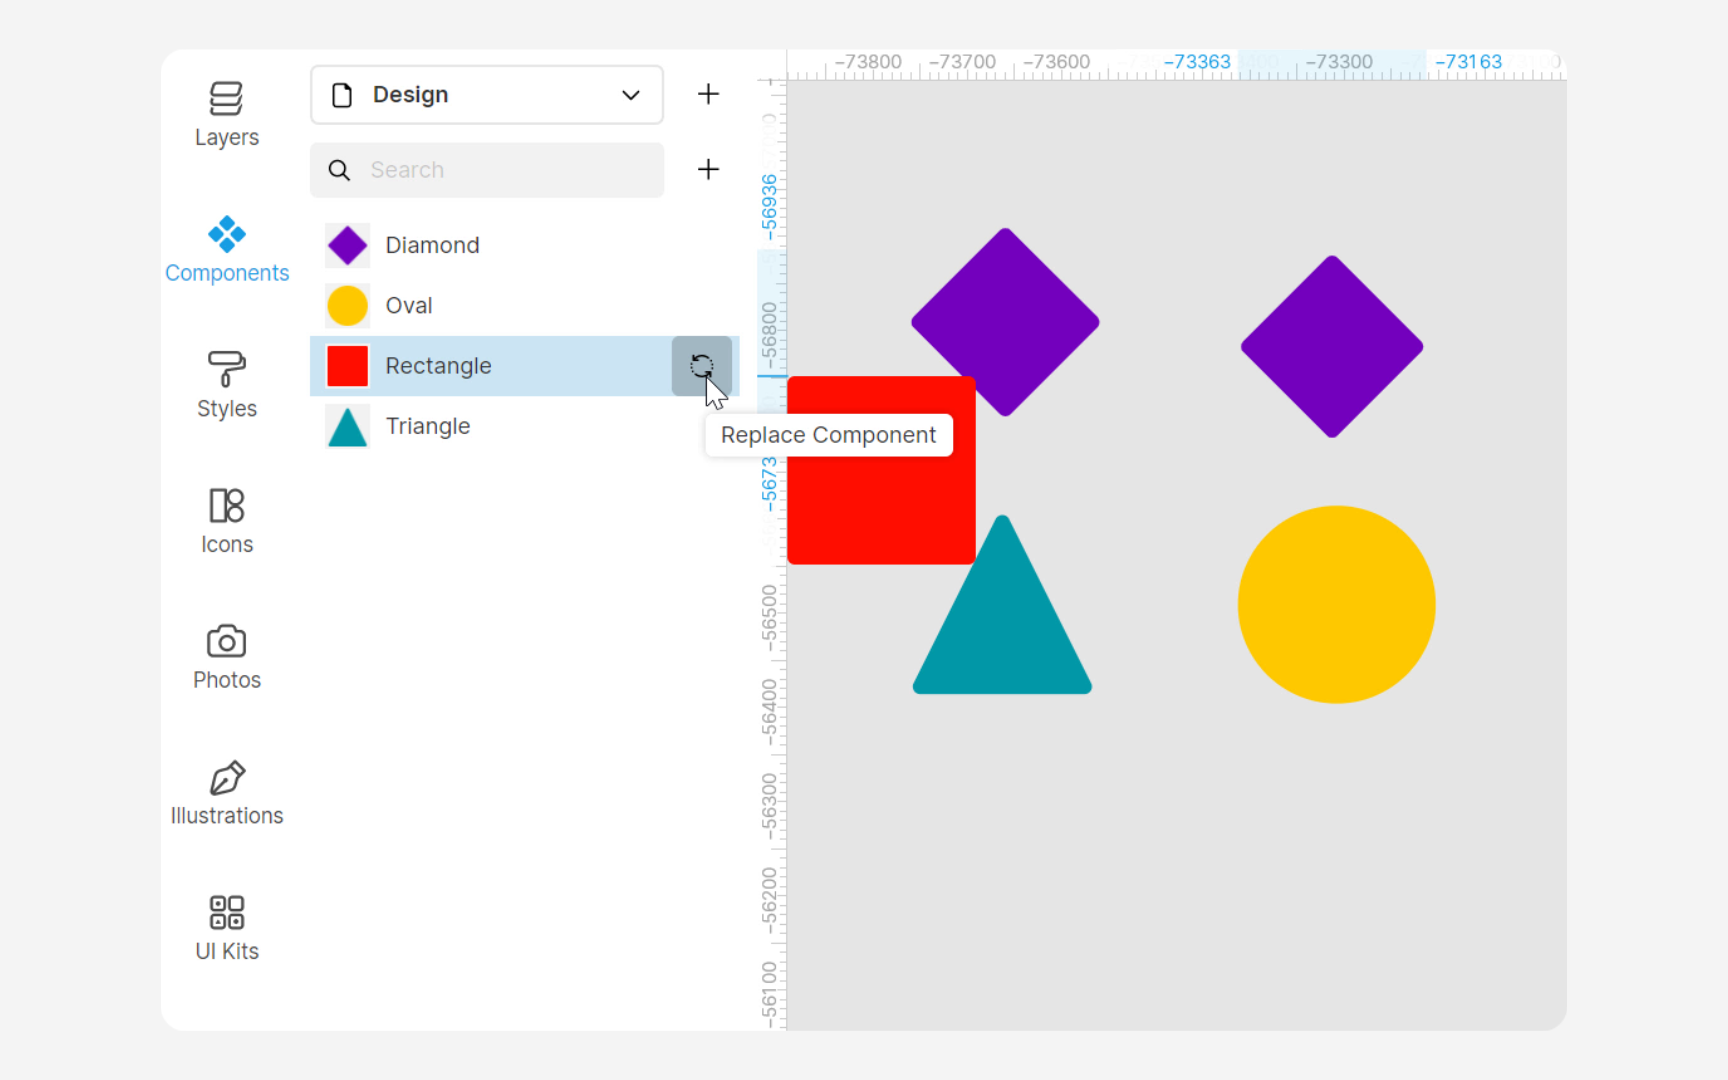 Layers
Components
Styles
Icons
Photos
Illustrations
UI Kits
Design
Search
Diamond
Oval
Rectangle
Triangle
Replace Component
-73800
-73700
-73600
-73363
-73300
-73163
-56936
-56800
-5673
-56500
-56400
-56300
-56200
-56100